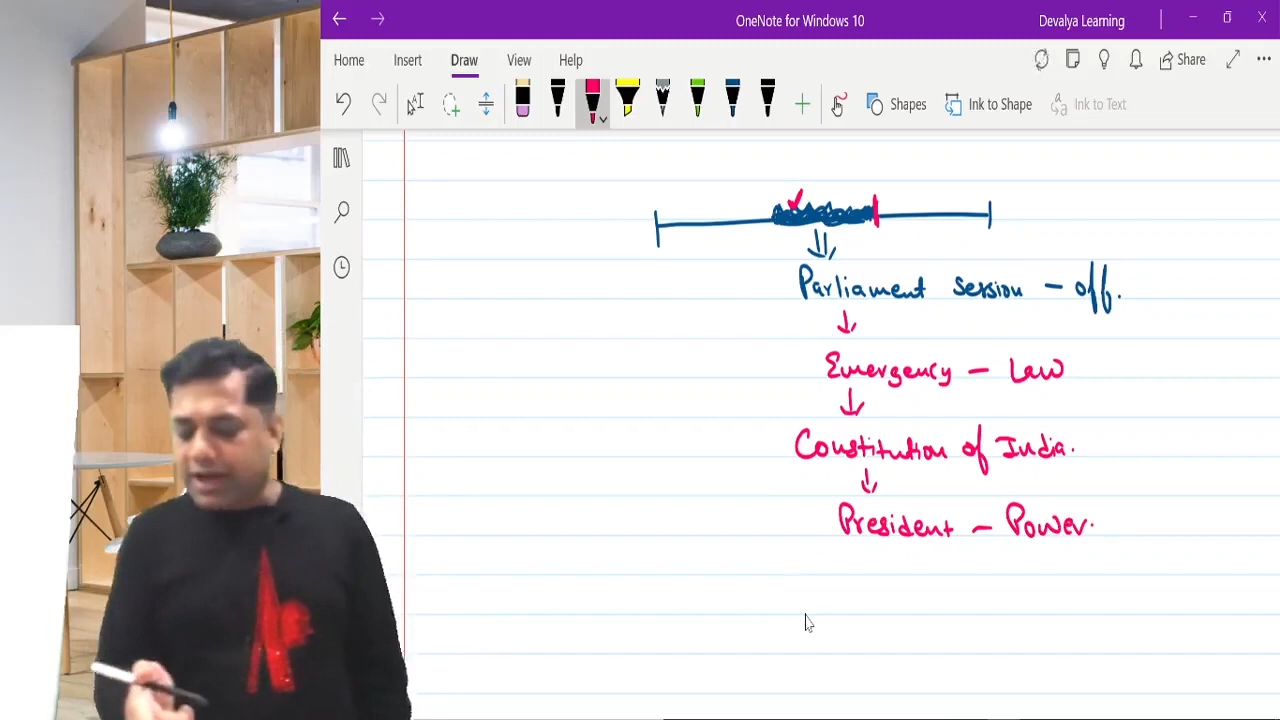 OneNote for Windows 10
Devalya Learning
Home Insert Draw View Help
Share
Shapes Ink to Shape Ink to Text
Parliament session - off.
Emergency - Law
Constitution of India.
President - Power.